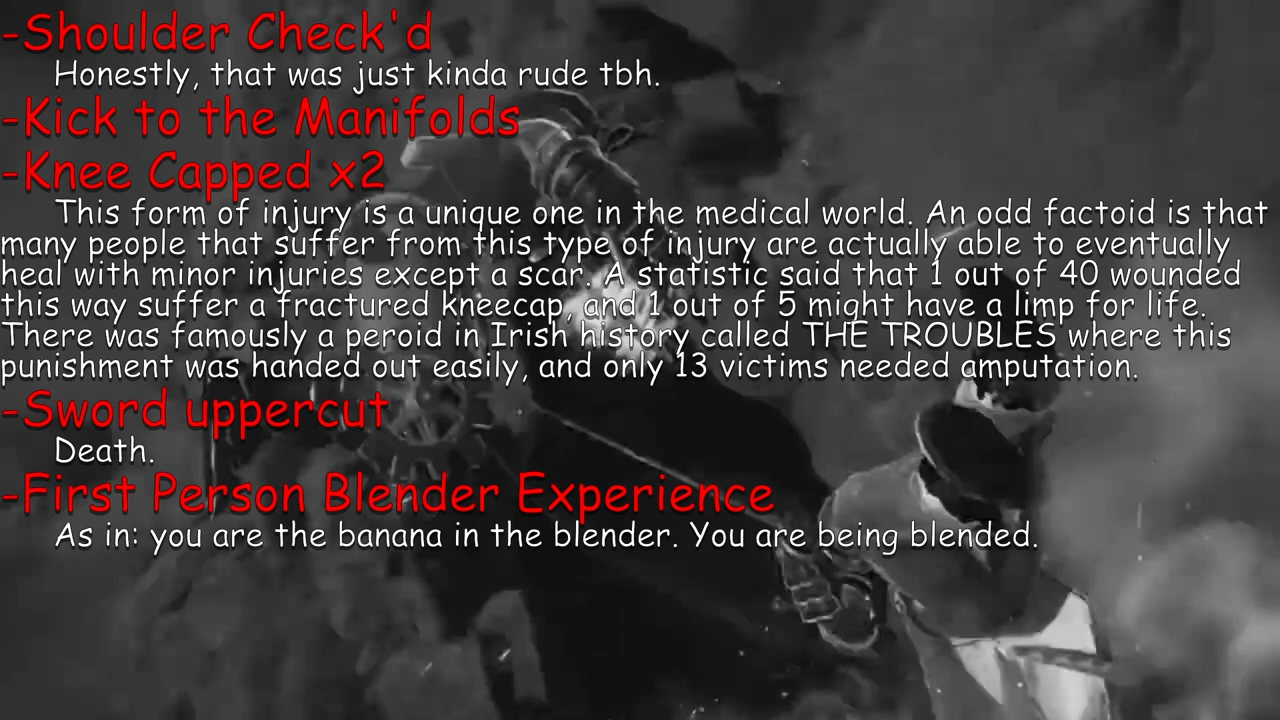 -Shoulder Check'd
Honestly, that was just kinda rude tbh.
-Kick to the Manifolds
-Knee Capped x2
This form of injury is a unique one in the medical world. An odd factoid is that
many people that suffer from this type of injury are actually able to eventually
heal with minor injuries except a scar. A statistic said that 1 out of 40 wounded
this way suffer a fractured kneecap, and 1 out of 5 might have a limp for life.
There was famously a peroid in Irish history called THE TROUBLES where this
punishment was handed out easily, and only 13 victims needed amputation.
-Sword uppercut
Death.
-First Person Blender Experience
As in: you are the banana in the blender. You are being blended.